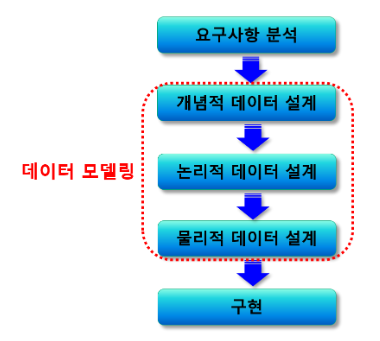 요구사항 분석
개념적 데이터 설계
데이터 모델링
논리적 데이터 설계
물리적 데이터 설계
구현